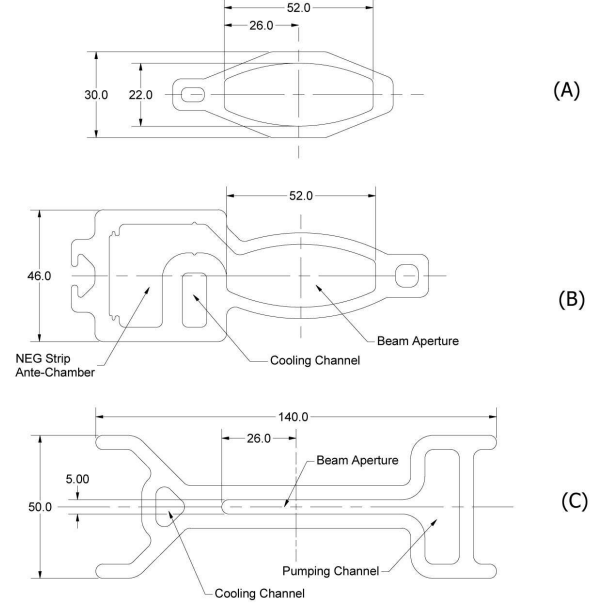 52.0
26.0
30.0
22.0
(A)
52.0
46.0
(B)
Beam Aperture
NEG Strip
Ante-Chamber
Cooling Channel
140.0
26.0
Beam Aperture
5.00
50.0
(C)
Pumping Channel
Cooling Channel